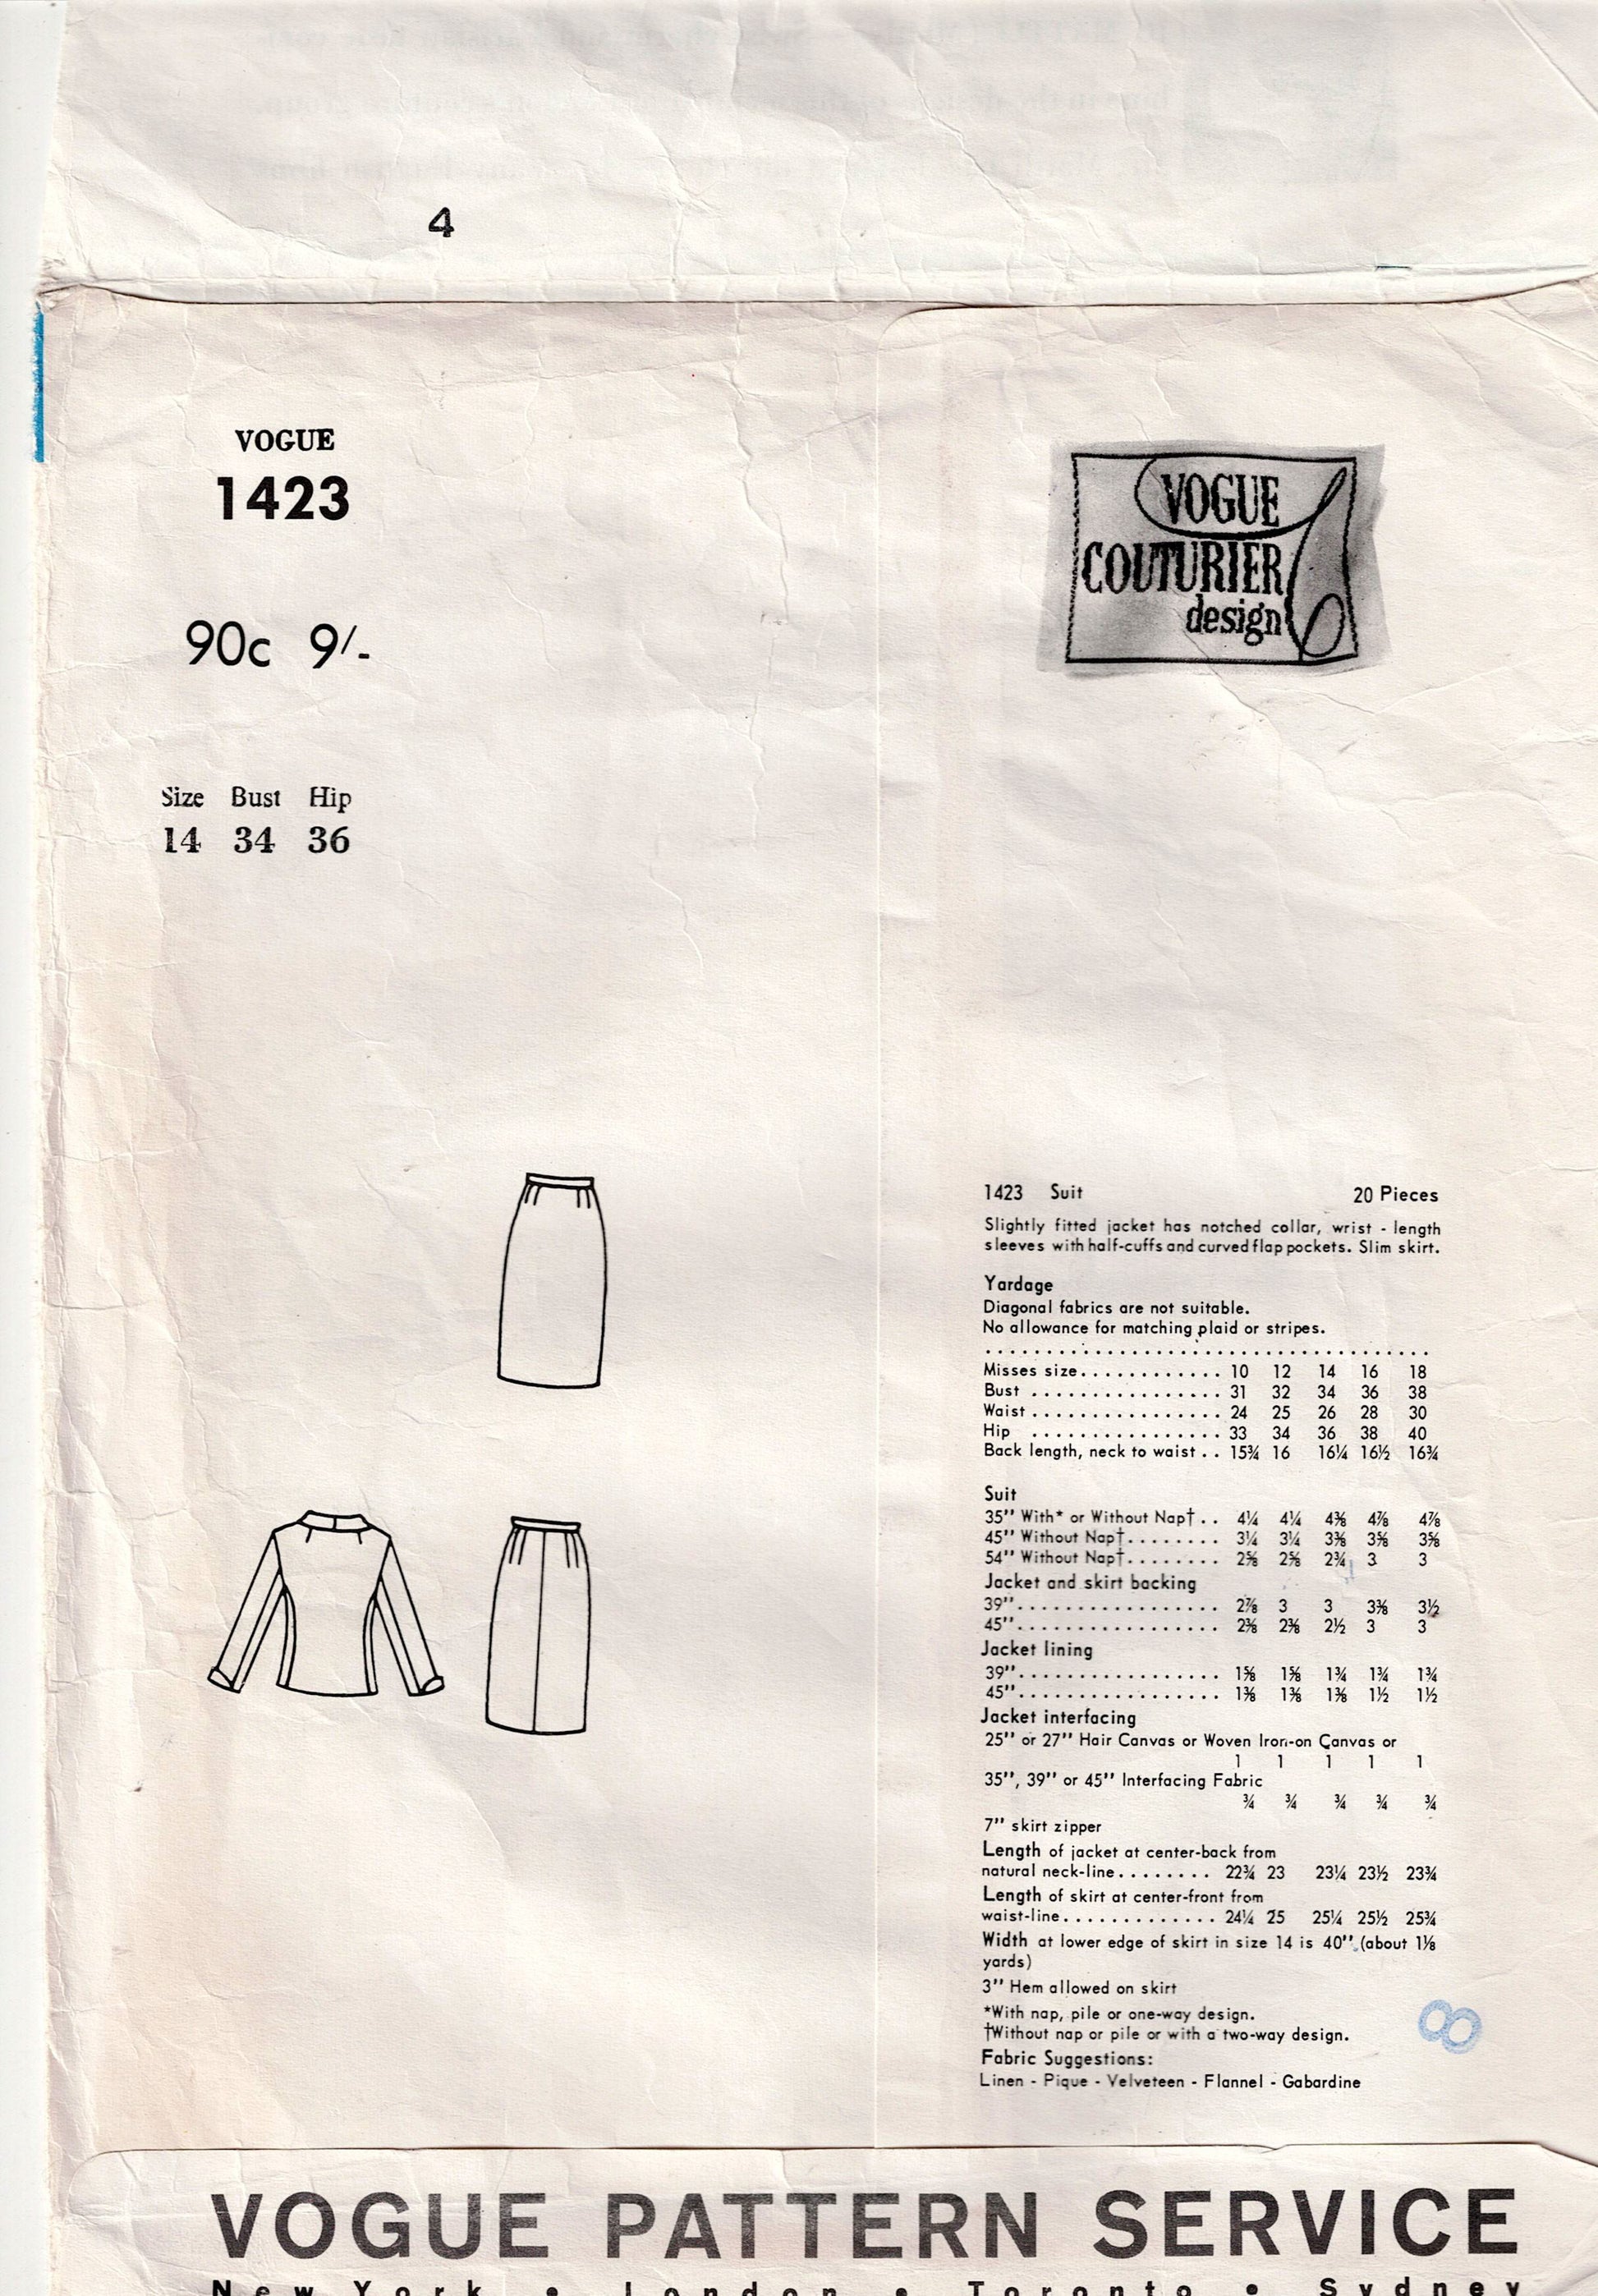 4
VOGUE
1423
90c 9/-
Size Bust Hip
14 34 36
VOGUE
COUTURIER
design
1423 Suit 20 Pieces
Slightly fitted jacket has notched collar, wrist - length
sleeves with half-cuffs and curved flap pockets. Slim skirt.
Yardage
Diagonal fabrics are not suitable.
No allowance for matching plaid or stripes.
Misses size............ 10 12 14 16 18
Bust ................ 31 32 34 36 38
Waist................ 24 25 26 28 30
Hip ................ 33 34 36 38 40
Back length, neck to waist .. 15¾ 16 16¼ 16½ 16¾
Suit
35'' With* or Without Nap† .. 4¼ 4¼ 4⅜ 4⅞ 4⅞
45'' Without Nap†........ 3¼ 3¼ 3⅜ 3⅝ 3⅝
54'' Without Nap†........ 2⅝ 2⅝ 2¾ 3 3
Jacket and skirt backing
39''................. 2⅞ 3 3 3⅜ 3½
45''................. 2⅜ 2⅜ 2½ 3 3
Jacket lining
39''................. 1⅝ 1⅝ 1¾ 1¾ 1¾
45''................. 1⅜ 1⅜ 1⅜ 1½ 1½
Jacket interfacing
25'' or 27'' Hair Canvas or Woven Iron-on Canvas or
1 1 1 1 1
35'', 39'' or 45'' Interfacing Fabric
¾ ¾ ¾ ¾ ¾
7'' skirt zipper
Length of jacket at center-back from
natural neck-line........ 22¾ 23 23¼ 23½ 23¾
Length of skirt at center-front from
waist-line............. 24¼ 25 25¼ 25½ 25¾
Width at lower edge of skirt in size 14 is 40'' (about 1⅛
yards)
3'' Hem allowed on skirt
*With nap, pile or one-way design.
†Without nap or pile or with a two-way design.
8
Fabric Suggestions:
Linen - Pique - Velveteen - Flannel - Gabardine
VOGUE PATTERN SERVICE
New York • London • Toronto • Sydney